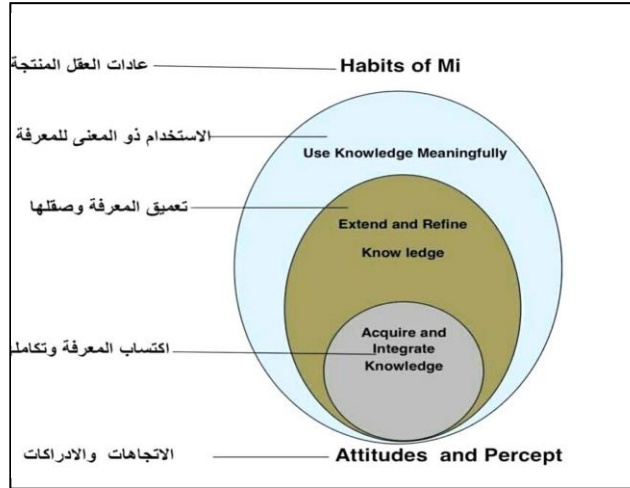 عادات العقل المنتجة
Habits of Mi
الاستخدام ذو المعنى للمعرفة
Use Knowledge Meaningfully
تعميق المعرفة وصقلها
Extend and Refine
Know ledge
اكتساب المعرفة وتكامله
Acquire and
Integrate
Knowledge
الاتجاهات والادراكات
Attitudes and Percept